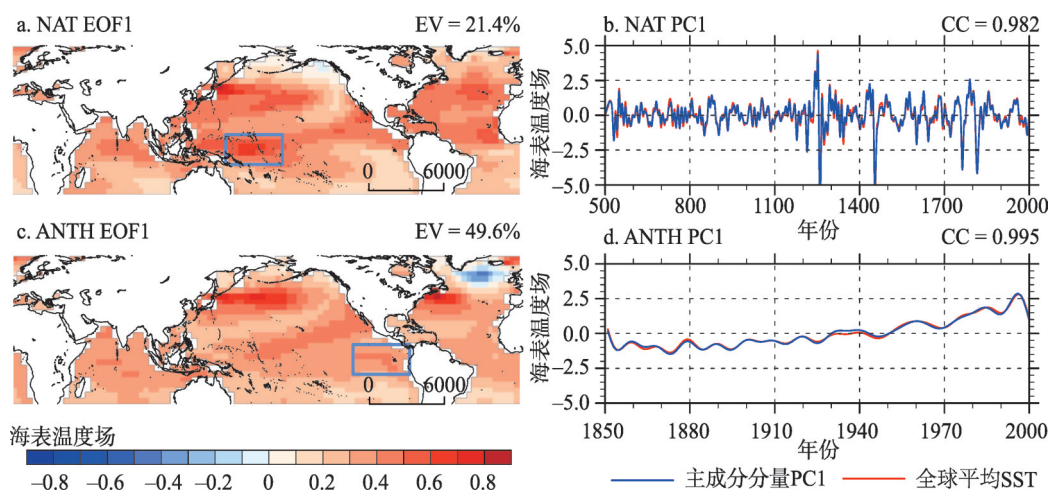 a. NAT EOF1 EV = 21.4%
0 6000
b. NAT PC1 CC = 0.982
海表温度场
5.0
2.5
0.0
−2.5
−5.0
500 800 1100 1400 1700 2000
年份
c. ANTH EOF1 EV = 49.6%
0 6000
d. ANTH PC1 CC = 0.995
海表温度场
5.0
2.5
0.0
−2.5
−5.0
1850 1880 1910 1940 1970 2000
年份
海表温度场
−0.8 −0.6 −0.4 −0.2 0 0.2 0.4 0.6 0.8
主成分分量PC1 全球平均SST